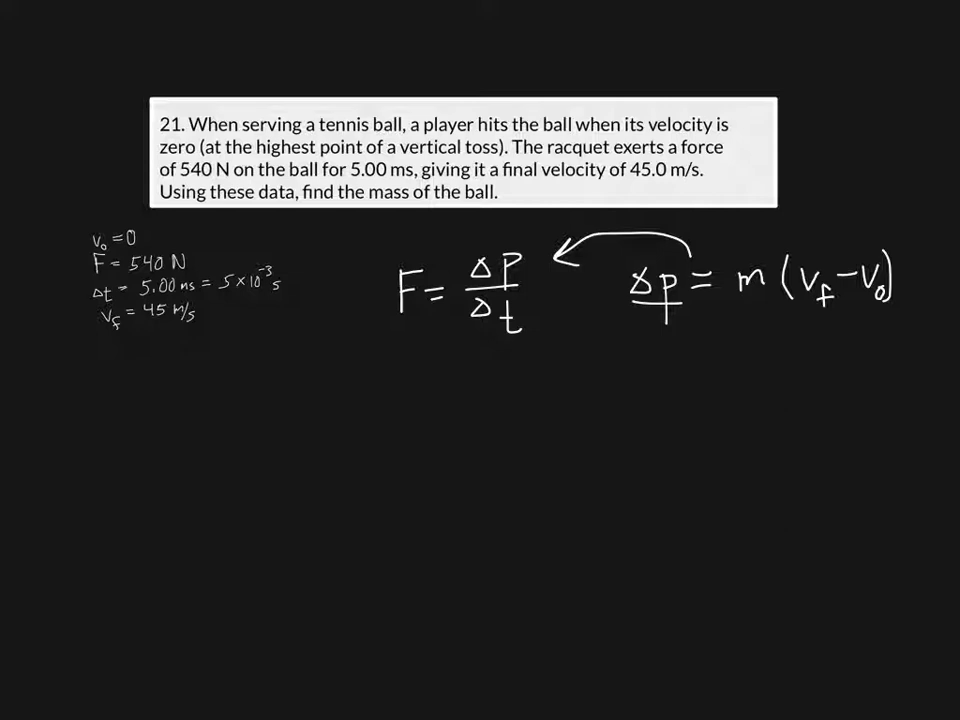 21. When serving a tennis ball, a player hits the ball when its velocity is
zero (at the highest point of a vertical toss). The racquet exerts a force
of 540 N on the ball for 5.00 ms, giving it a final velocity of 45.0 m/s.
Using these data, find the mass of the ball.
v₀ = 0
F = 540 N
Δt = 5.00 ms = 5 × 10⁻³ s
v_f = 45 m/s
F = Δp / Δt
Δp = m (v_f − v₀)